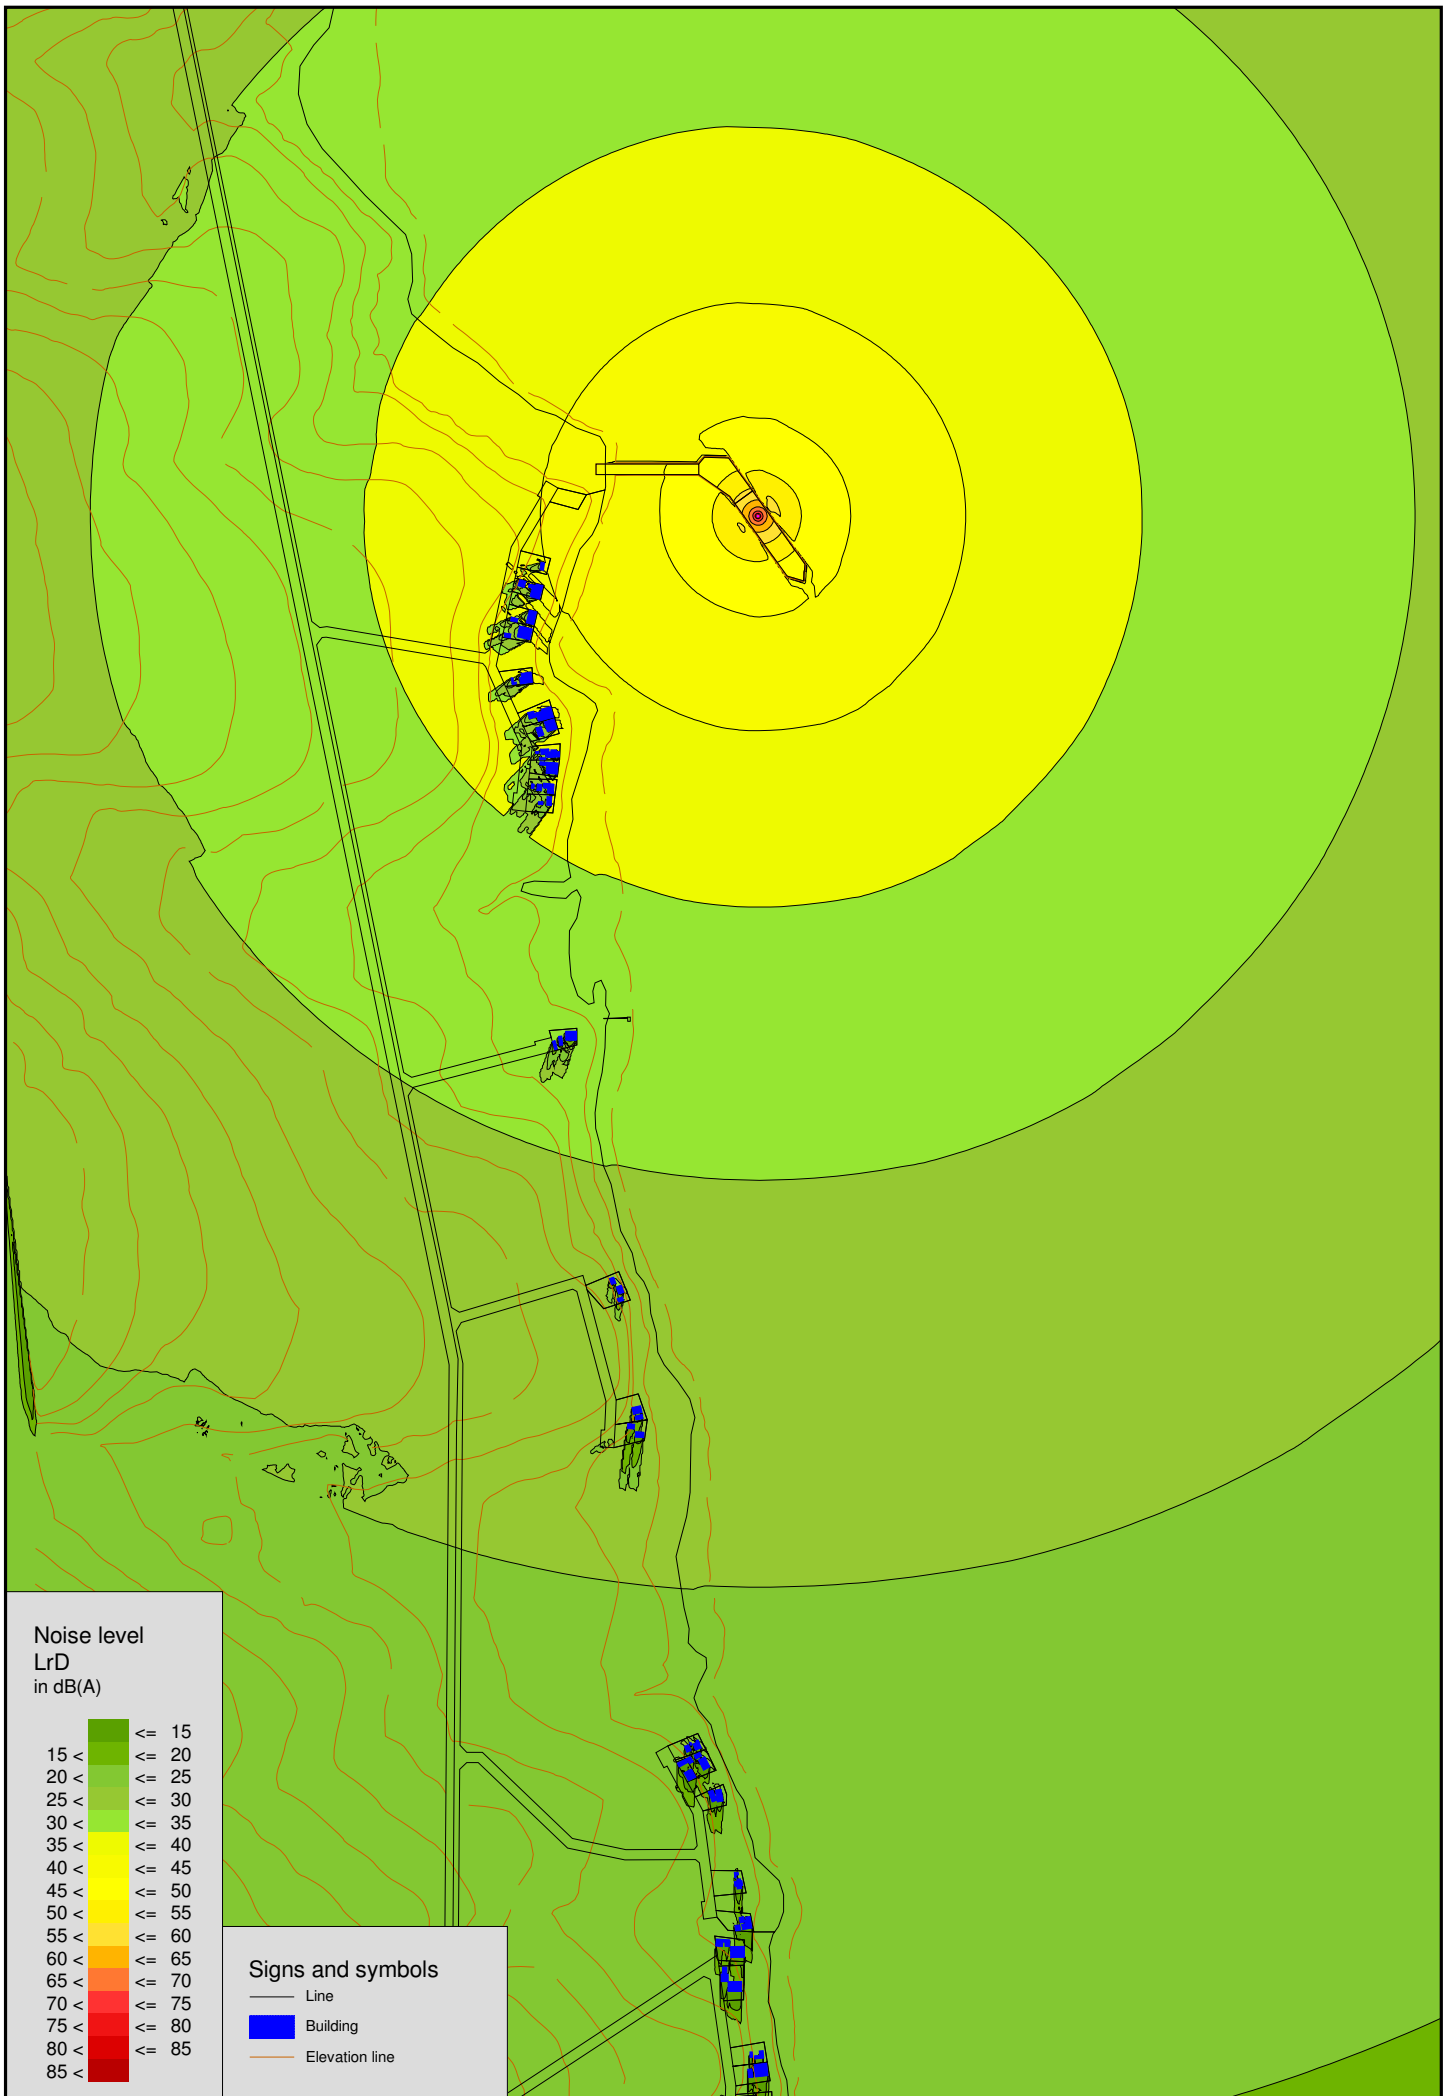 Noise level
LrD
in dB(A)
<= 15
15 < <= 20
20 < <= 25
25 < <= 30
30 < <= 35
35 < <= 40
40 < <= 45
45 < <= 50
50 < <= 55
55 < <= 60
60 < <= 65
65 < <= 70
70 < <= 75
75 < <= 80
80 < <= 85
85 <
Signs and symbols
Line
Building
Elevation line